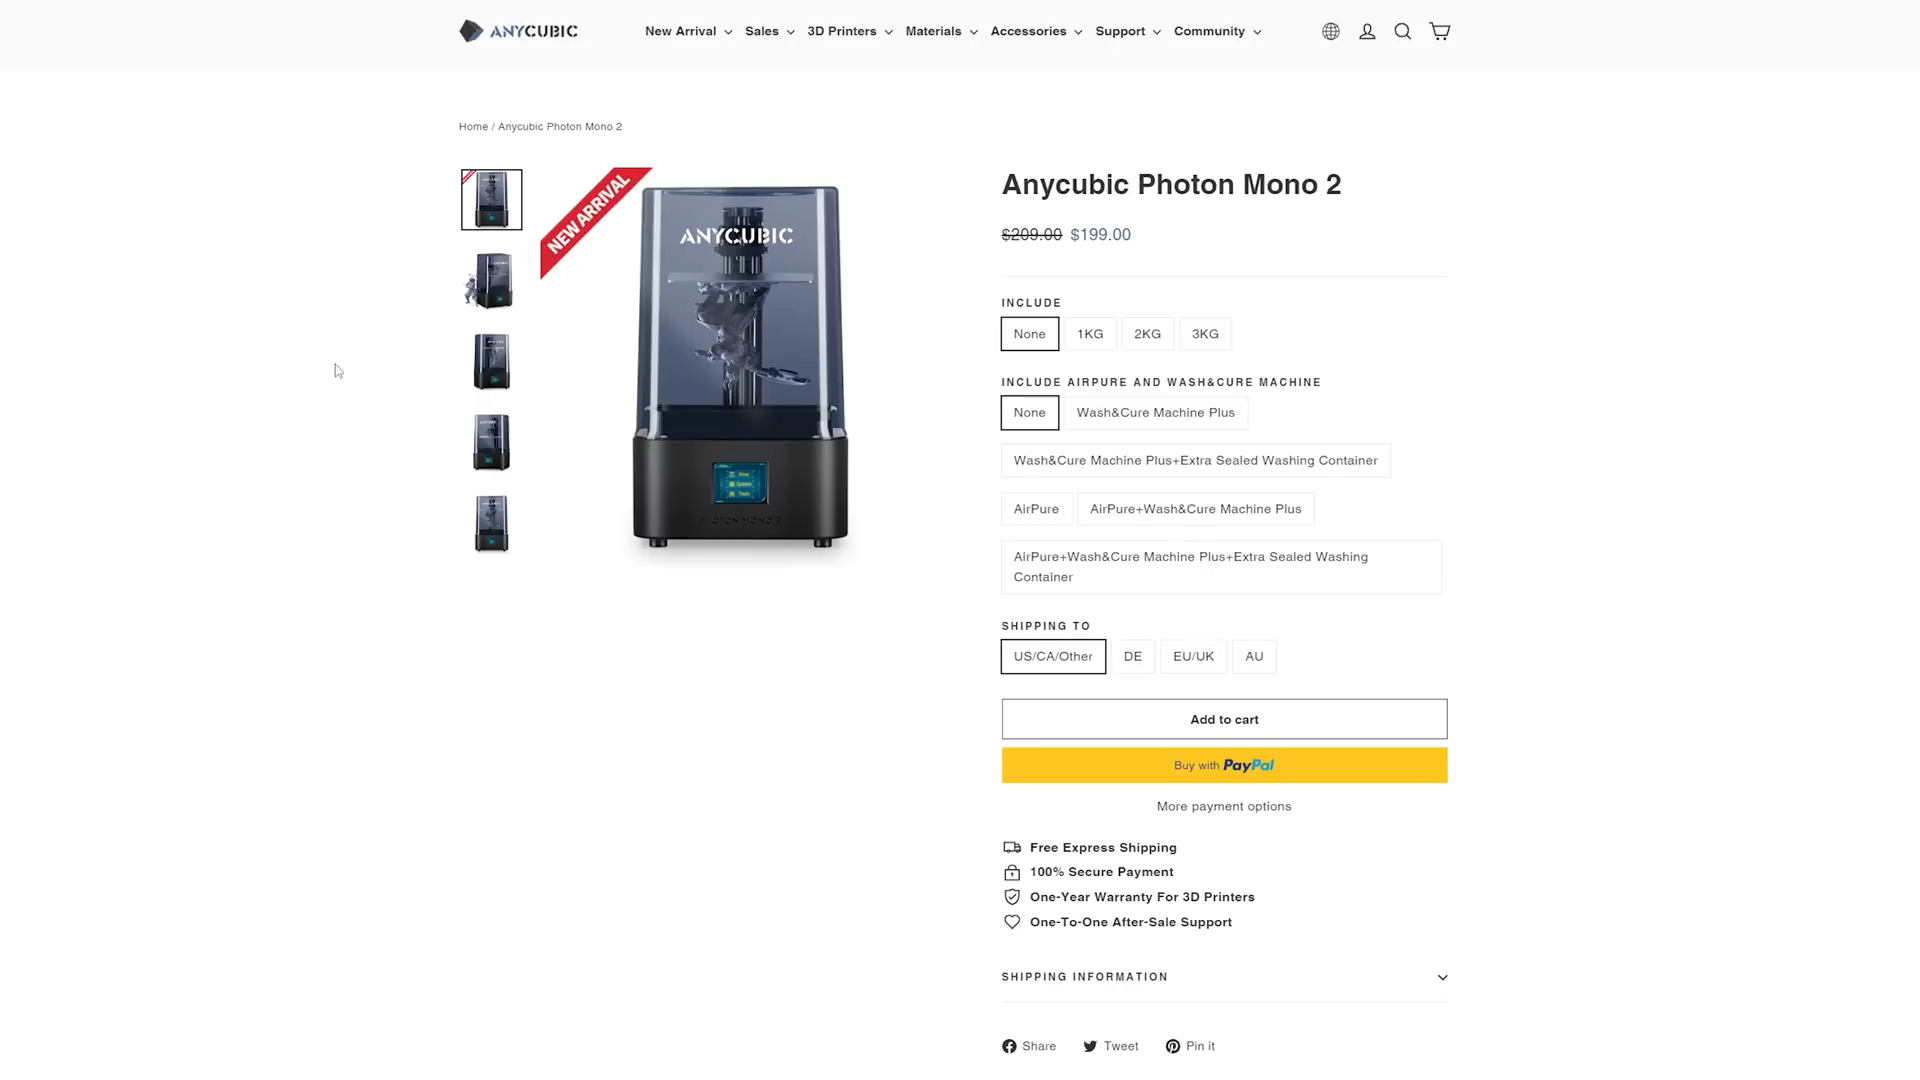 ANYCUBIC
New Arrival
Sales
3D Printers
Materials
Accessories
Support
Community
Home / Anycubic Photon Mono 2
NEW ARRIVAL
ANYCUBIC
PHOTON MONO 2
Anycubic Photon Mono 2
$209.00 $199.00
INCLUDE
None
1KG
2KG
3KG
INCLUDE AIRPURE AND WASH&CURE MACHINE
None
Wash&Cure Machine Plus
Wash&Cure Machine Plus+Extra Sealed Washing Container
AirPure
AirPure+Wash&Cure Machine Plus
AirPure+Wash&Cure Machine Plus+Extra Sealed Washing
Container
SHIPPING TO
US/CA/Other
DE
EU/UK
AU
Add to cart
Buy with PayPal
More payment options
Free Express Shipping
100% Secure Payment
One-Year Warranty For 3D Printers
One-To-One After-Sale Support
SHIPPING INFORMATION
Share
Tweet
Pin it